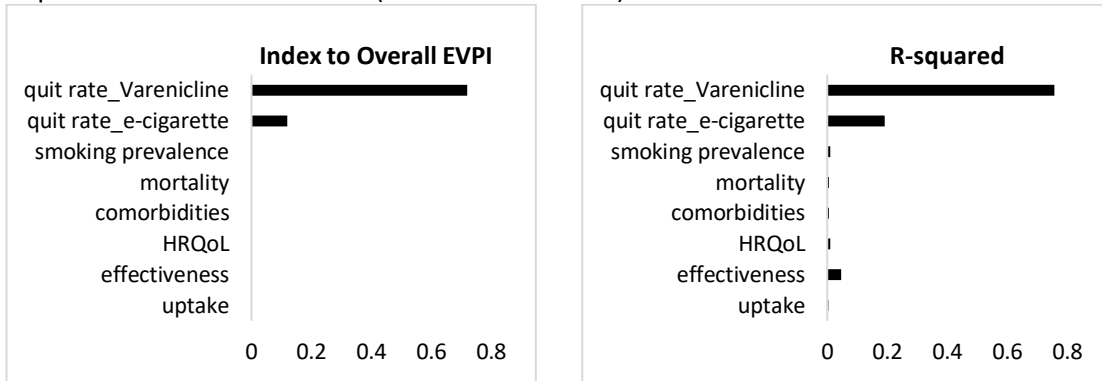 Index to Overall EVPI
quit rate_Varenicline
quit rate_e-cigarette
smoking prevalence
mortality
comorbidities
HRQoL
effectiveness
uptake
0 0.2 0.4 0.6 0.8
R-squared
quit rate_Varenicline
quit rate_e-cigarette
smoking prevalence
mortality
comorbidities
HRQoL
effectiveness
uptake
0 0.2 0.4 0.6 0.8